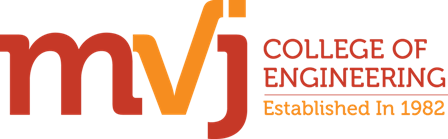 mvj
COLLEGE OF
ENGINEERING
Established In 1982